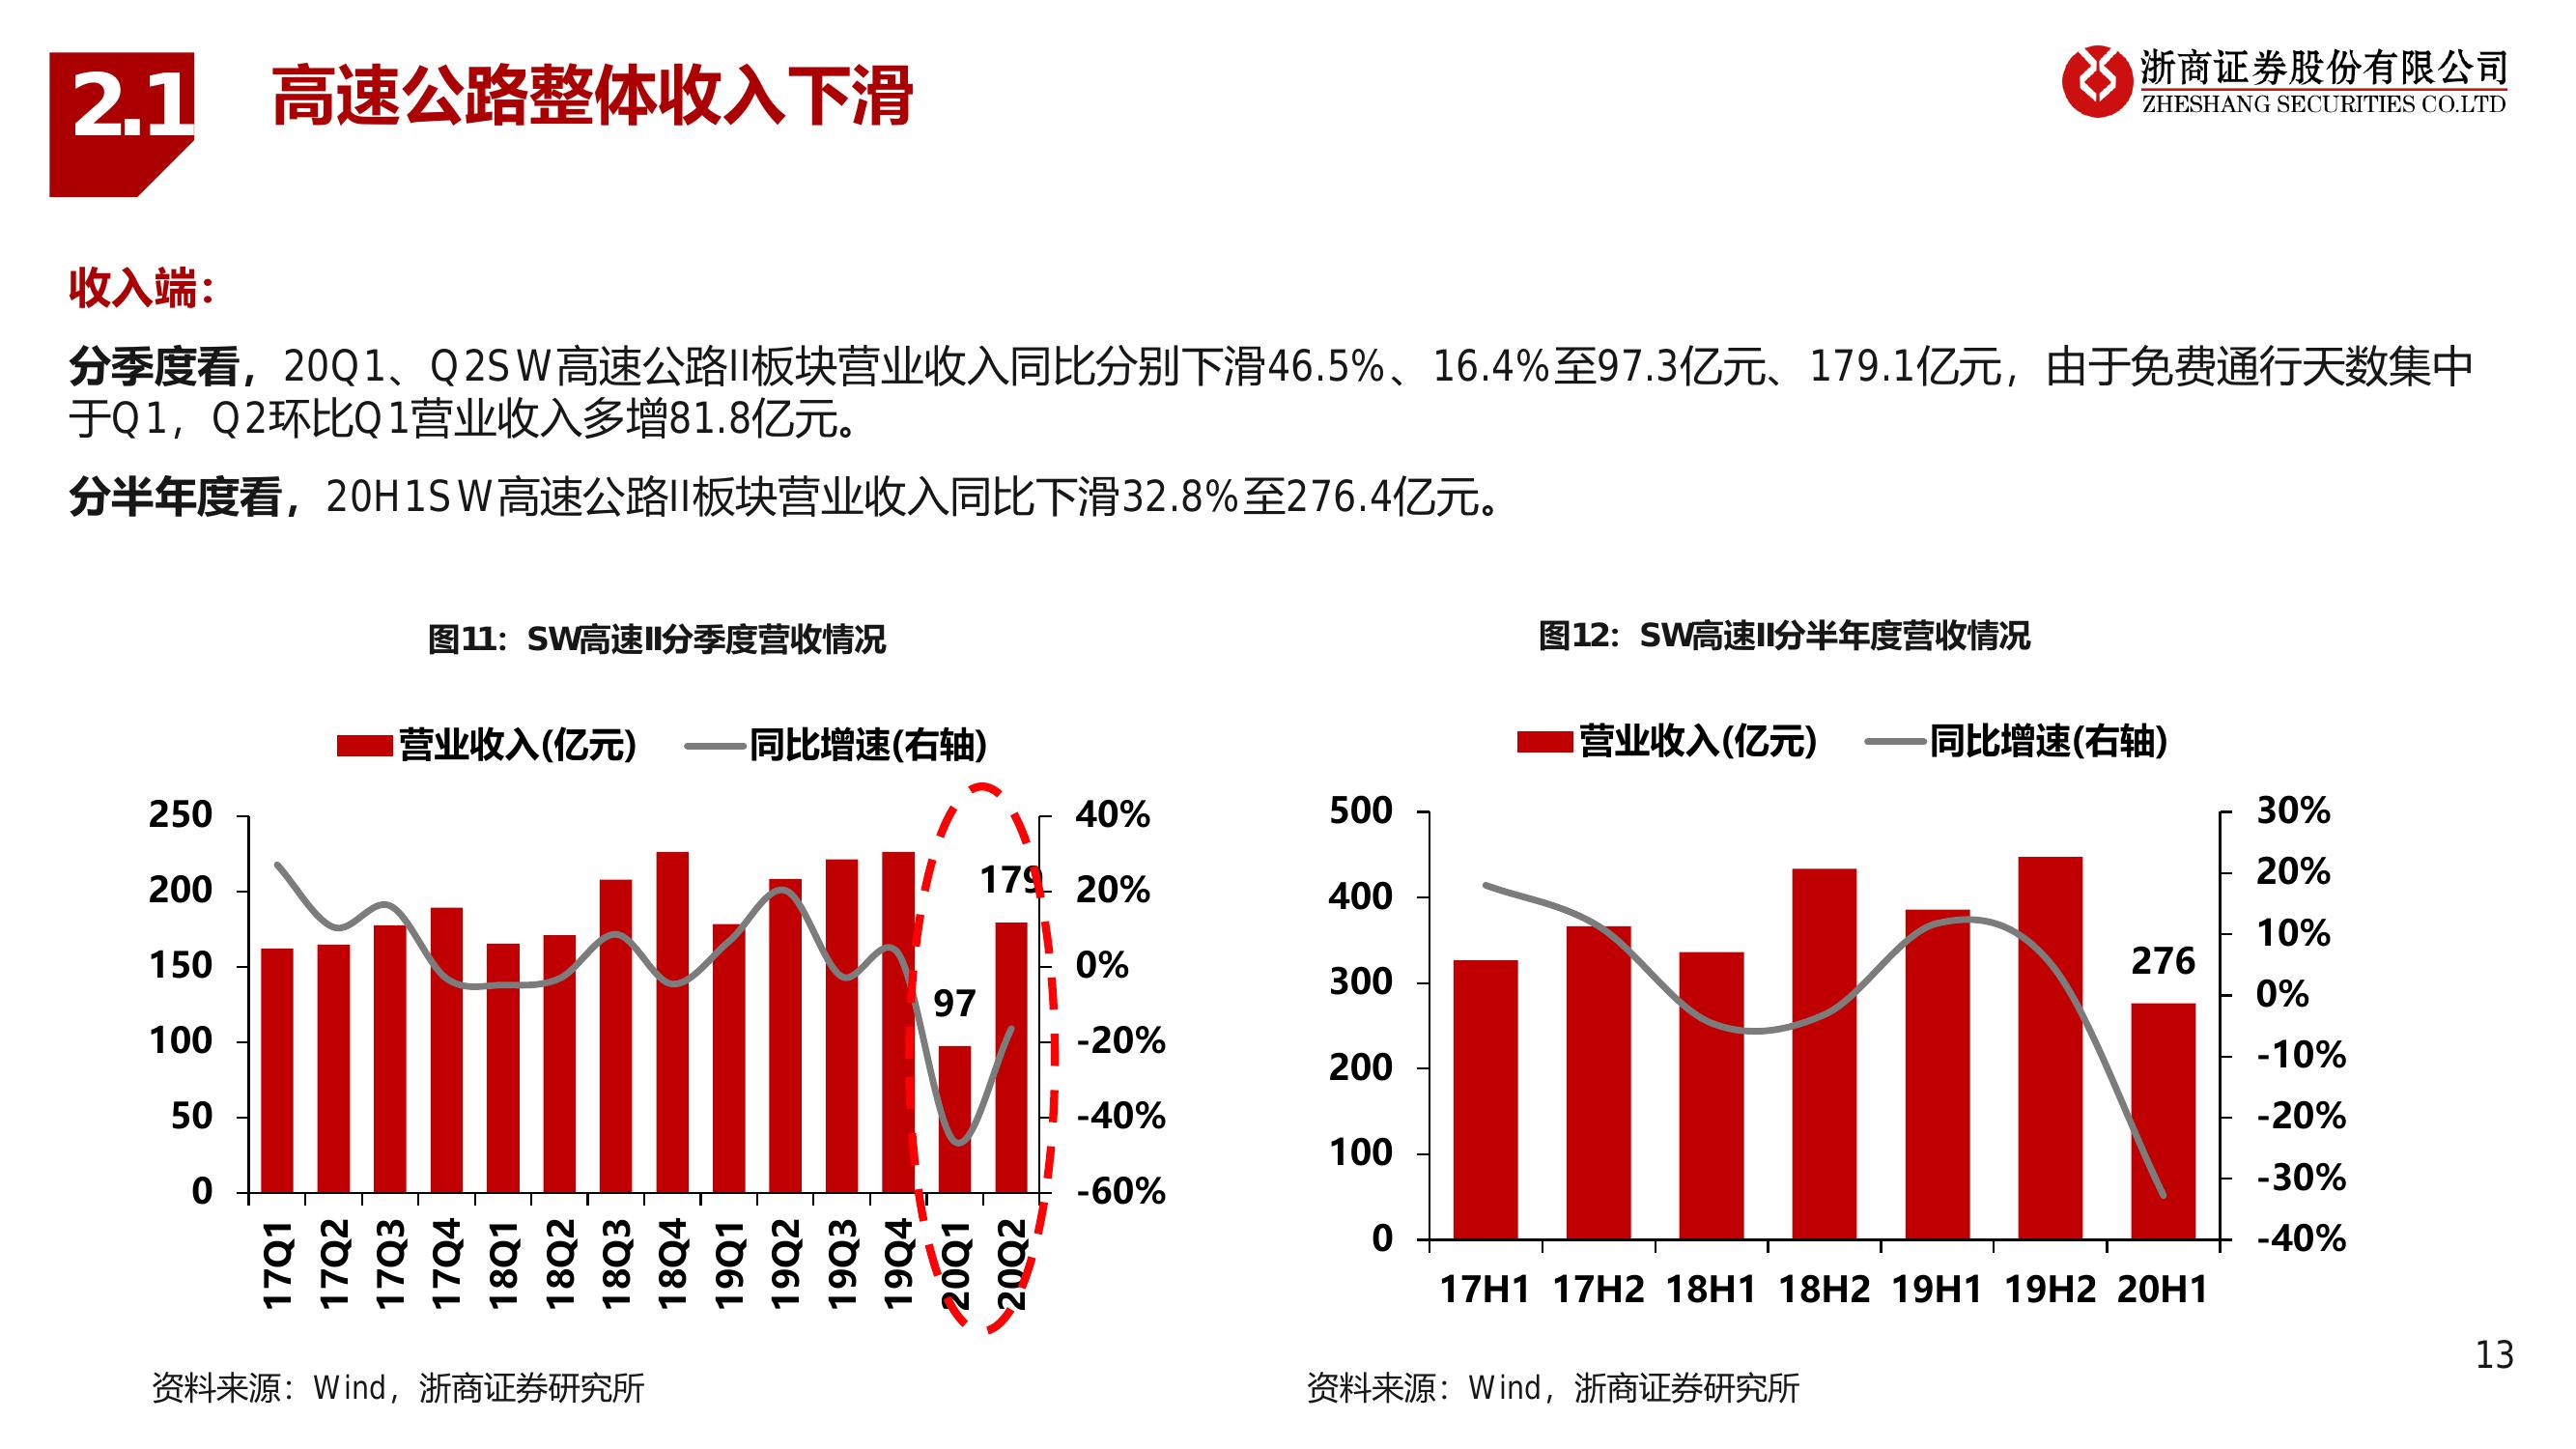 2.1
高速公路整体收入下滑
浙商证券股份有限公司
ZHESHANG SECURITIES CO.LTD
收入端：
分季度看，20Q1、Q2SW高速公路II板块营业收入同比分别下滑46.5%、16.4%至97.3亿元、179.1亿元，由于免费通行天数集中
于Q1，Q2环比Q1营业收入多增81.8亿元。
分半年度看，20H1SW高速公路II板块营业收入同比下滑32.8%至276.4亿元。
图11：SW高速II分季度营收情况
营业收入(亿元) 同比增速(右轴)
250
200
150
100
50
0
40%
20%
0%
-20%
-40%
-60%
97
179
17Q1 17Q2 17Q3 17Q4 18Q1 18Q2 18Q3 18Q4 19Q1 19Q2 19Q3 19Q4 20Q1 20Q2
资料来源：Wind，浙商证券研究所
图12：SW高速II分半年度营收情况
营业收入(亿元) 同比增速(右轴)
500
400
300
200
100
0
30%
20%
10%
0%
-10%
-20%
-30%
-40%
276
17H1 17H2 18H1 18H2 19H1 19H2 20H1
资料来源：Wind，浙商证券研究所
13